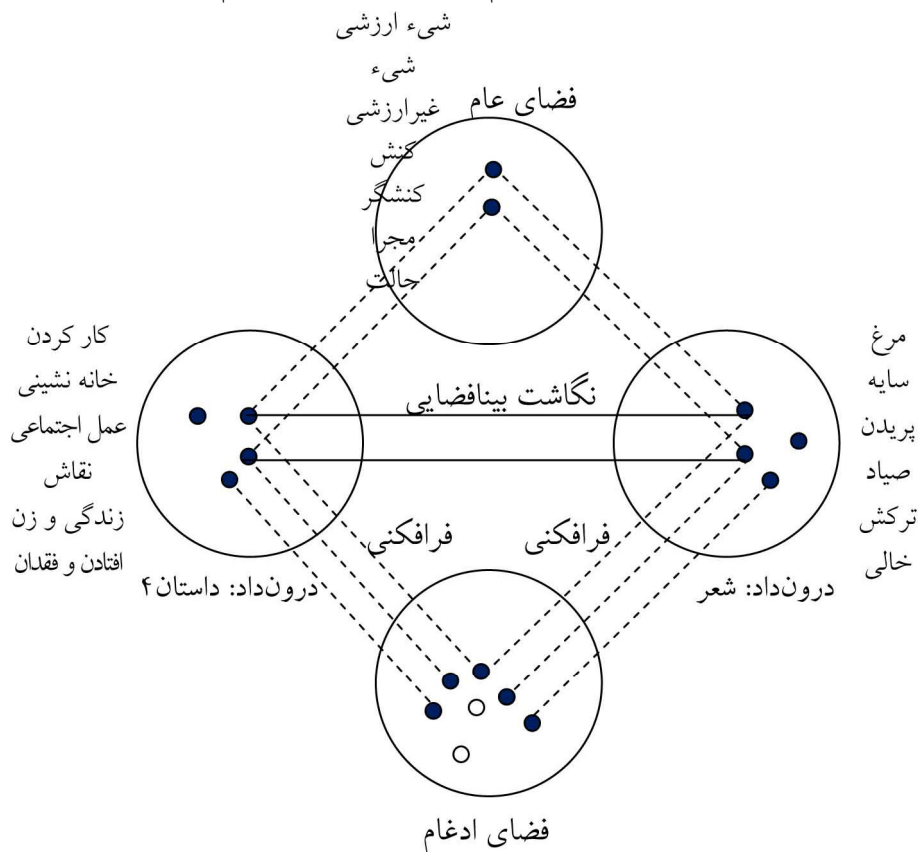 شیء ارزشی
شیء
غیرارزشی
کنش
کنشگر
مجرا
حالت
فضای عام
مرغ
سایه
پریدن
صیاد
ترکش
خالی
کار کردن
خانه نشینی
عمل اجتماعی
نقاش
زندگی و زن
افتادن و فقدان
نگاشت بینافضایی
فرافکنی
فرافکنی
درون‌داد: شعر
درون‌داد: داستان۴
فضای ادغام